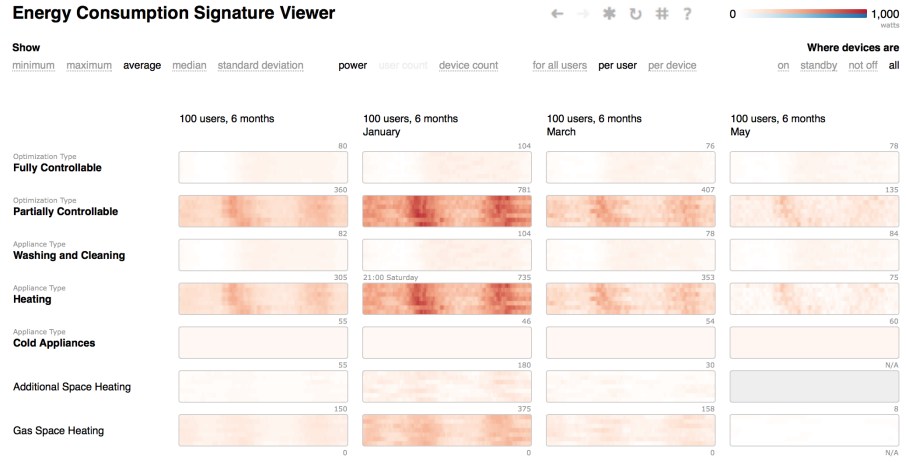 Energy Consumption Signature Viewer
0 1,000
watts
Show Where devices are
minimum maximum average median standard deviation power user count device count for all users per user per device on standby not off all
100 users, 6 months 100 users, 6 months 100 users, 6 months 100 users, 6 months
January March May
80 104 76 78
Optimization Type
Fully Controllable
360 781 407 135
Optimization Type
Partially Controllable
82 104 78 84
Appliance Type
Washing and Cleaning
305 21:00 Saturday 735 353 75
Appliance Type
Heating
55 46 54 60
Appliance Type
Cold Appliances
55 180 30 N/A
Additional Space Heating
150 375 158 8
Gas Space Heating
0 0 0 N/A